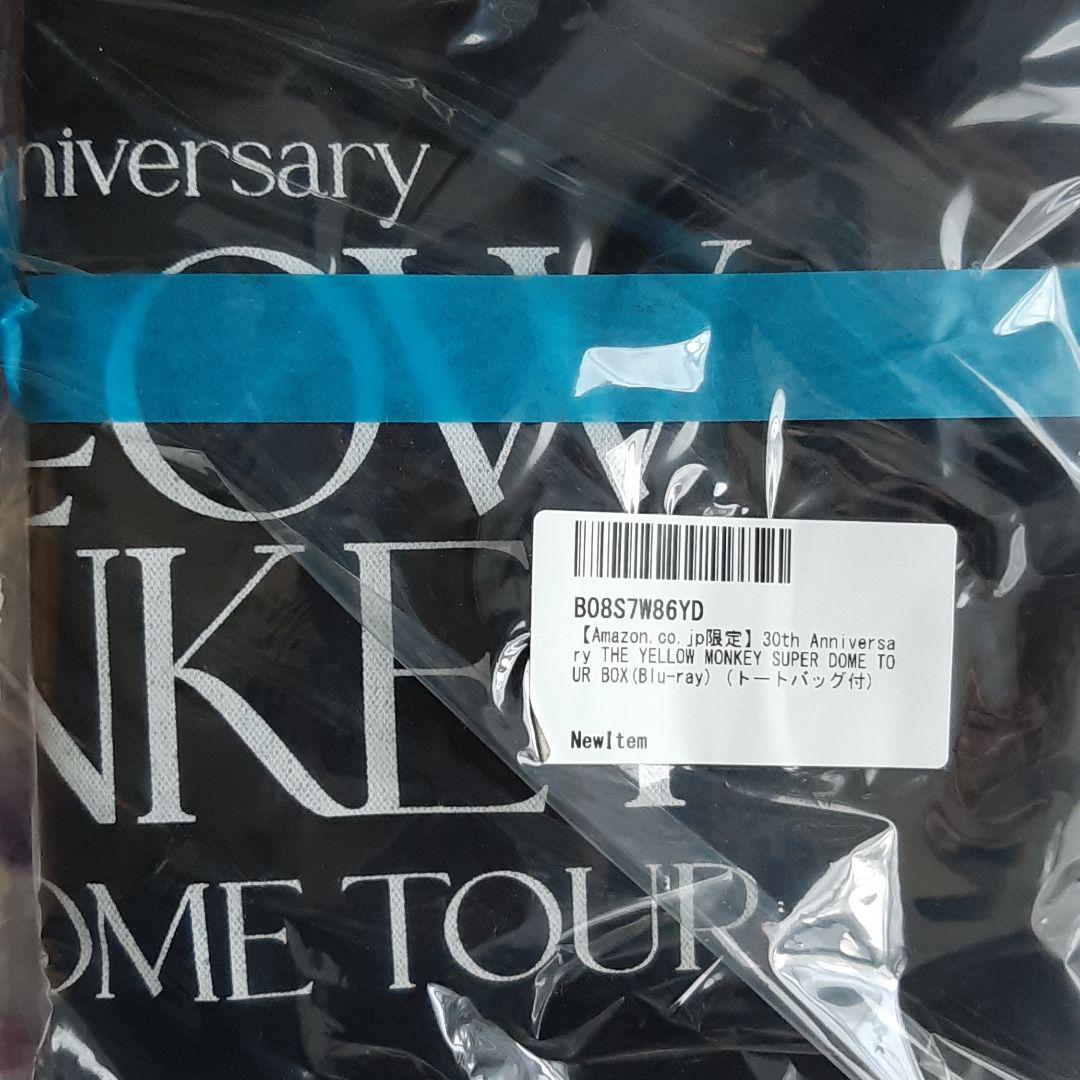 niversary
LOW
NKEY
OME TOUR
B08S7W86YD
【Amazon.co.jp限定】30th Anniversa
ry THE YELLOW MONKEY SUPER DOME TO
UR BOX(Blu-ray) (トートバッグ付)
NewItem